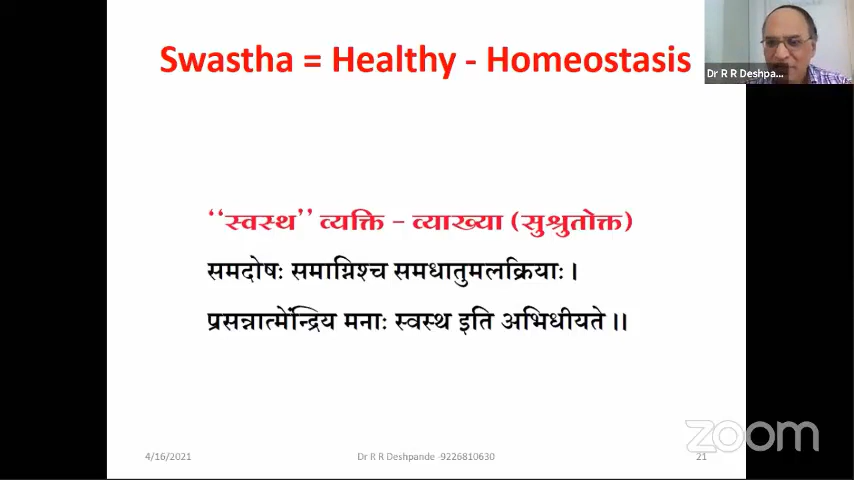 Swastha = Healthy - Homeostasis
Dr R R Deshpa...
‘‘स्वस्थ’’ व्यक्ति – व्याख्या (सुश्रुतोक्त)
समदोषः समाग्निश्च समधातुमलक्रियाः।
प्रसन्नात्मेंन्द्रिय मनाः स्वस्थ इति अभिधीयते॥
zoom
4/16/2021
Dr R R Deshpande -9226810630
21